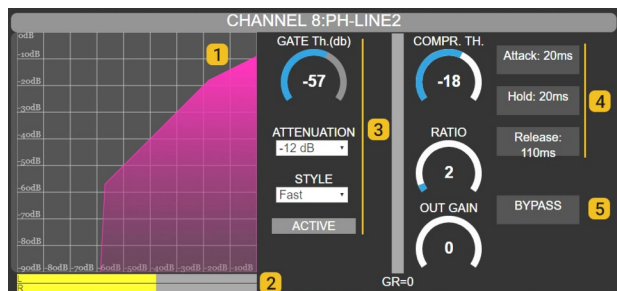 CHANNEL 8:PH-LINE2
0dB
-10dB
-20dB
-30dB
-40dB
-50dB
-60dB
-70dB
-80dB
-90dB -80dB -70dB -60dB -50dB -40dB -30dB -20dB -10dB
1
2
GATE Th.(db)
-57
ATTENUATION
-12 dB
STYLE
Fast
ACTIVE
3
COMPR. TH.
-18
RATIO
2
OUT GAIN
0
GR=0
Attack: 20ms
Hold: 20ms
Release:
110ms
4
BYPASS
5